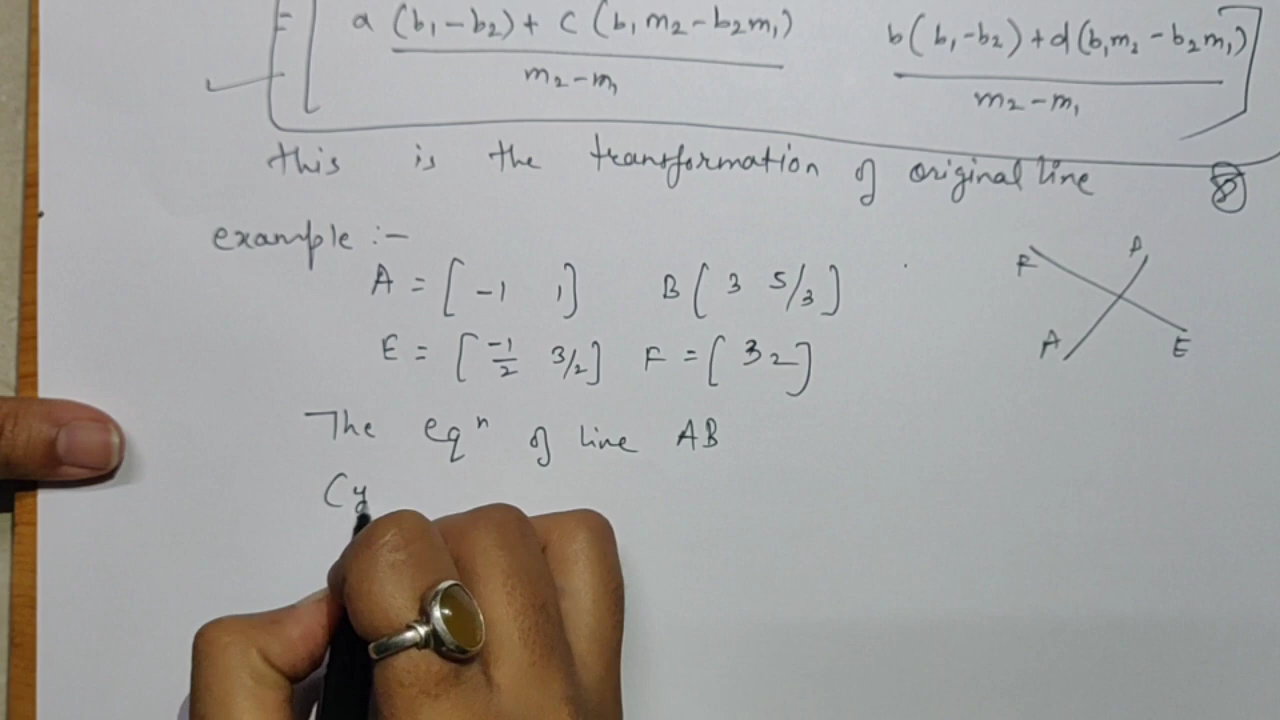 = [ a (b₁-b₂) + c (b₁m₂-b₂m₁) / m₂-m₁   b(b₁-b₂)+d(b₁m₂-b₂m₁) / m₂-m₁ ]
this is the transformation of original line ⑧
example :-
A = [-1 1] B[3 5/3]
E = [-1/2 3/2] F = [3 2]
The eqⁿ of line AB
(y
F
A
E